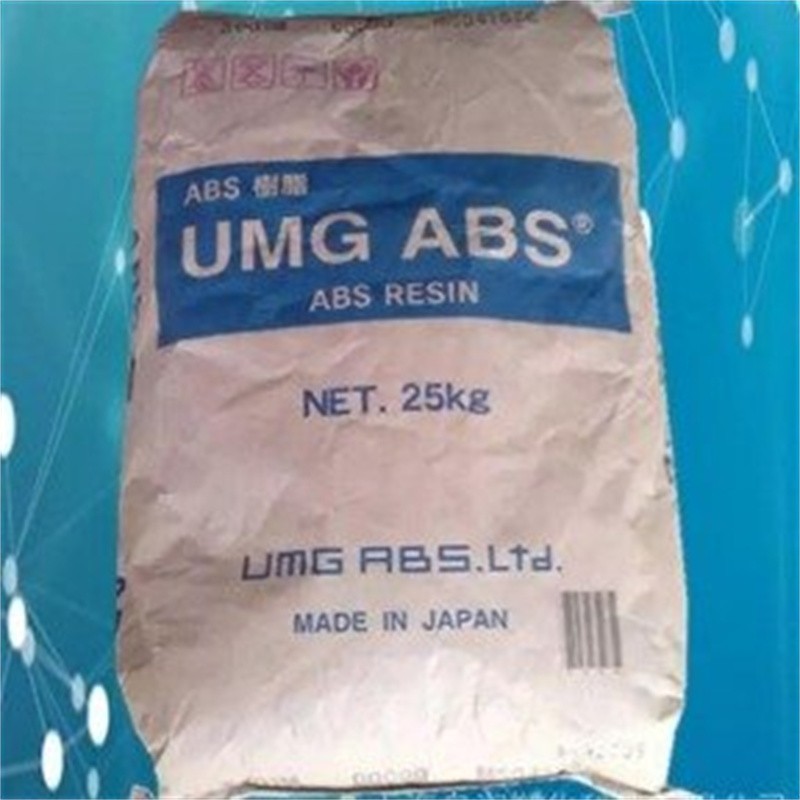 ABS 樹脂
UMG ABS®
ABS RESIN
NET. 25kg
UMG ABS.Ltd.
MADE IN JAPAN